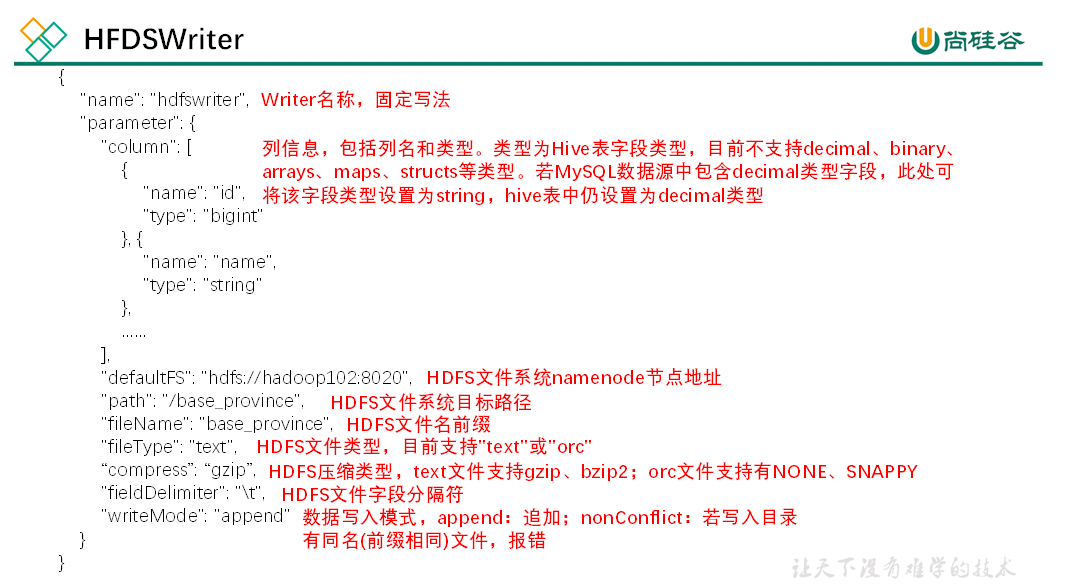 HFDSWriter
尚硅谷
{
"name": "hdfswriter", Writer名称，固定写法
"parameter": {
"column": [ 列信息，包括列名和类型。类型为Hive表字段类型，目前不支持decimal、binary、
{ arrays、maps、structs等类型。若MySQL数据源中包含decimal类型字段，此处可
"name": "id", 将该字段类型设置为string，hive表中仍设置为decimal类型
"type": "bigint"
}, {
"name": "name",
"type": "string"
},
......
],
"defaultFS": "hdfs://hadoop102:8020", HDFS文件系统namenode节点地址
"path": "/base_province", HDFS文件系统目标路径
"fileName": "base_province", HDFS文件名前缀
"fileType": "text", HDFS文件类型，目前支持"text"或"orc"
“compress”: “gzip”, HDFS压缩类型，text文件支持gzip、bzip2；orc文件支持有NONE、SNAPPY
"fieldDelimiter": "\t", HDFS文件字段分隔符
"writeMode": "append" 数据写入模式，append：追加；nonConflict：若写入目录
} 有同名(前缀相同)文件，报错
}
让天下没有难学的技术